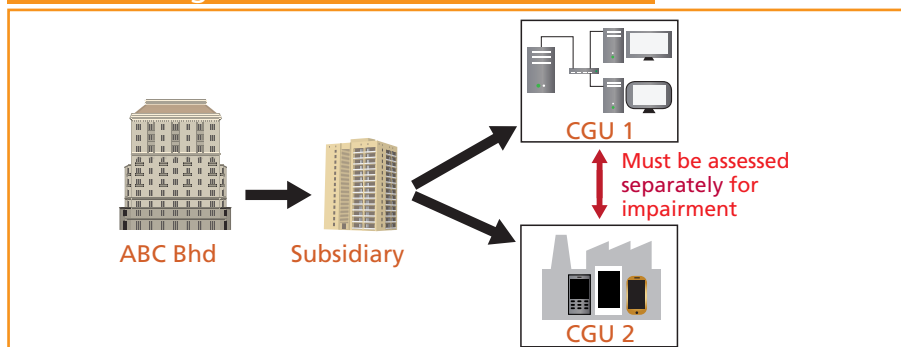 CGU 1
Must be assessed
separately for
impairment
ABC Bhd
Subsidiary
CGU 2